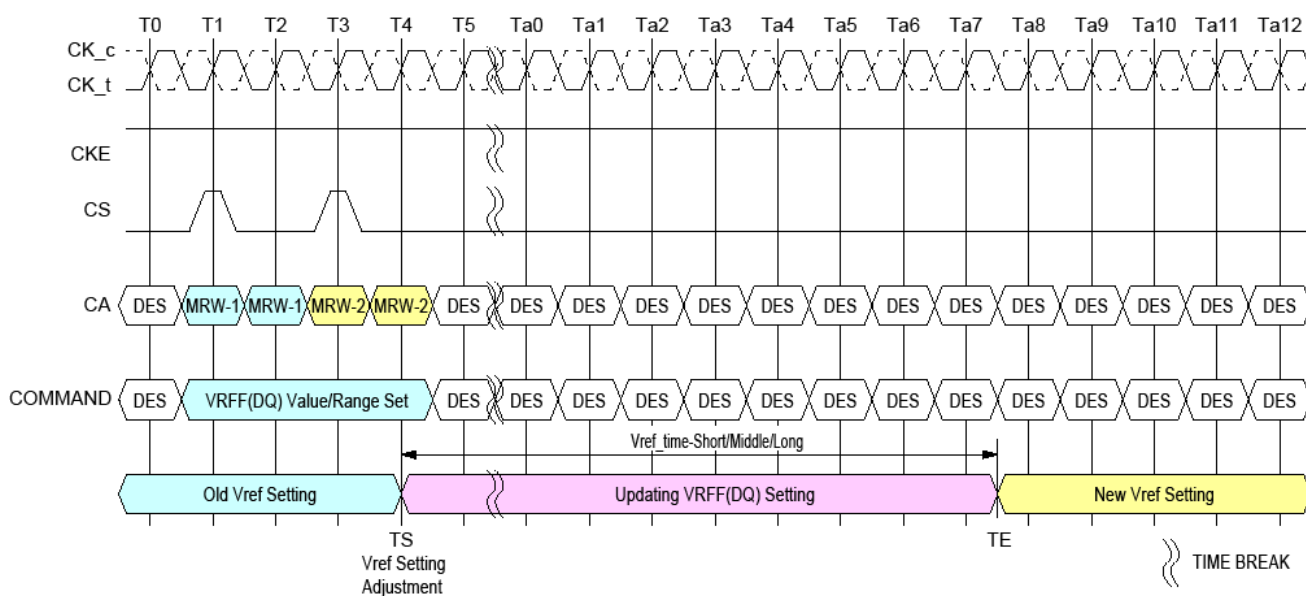 T0 T1 T2 T3 T4 T5 Ta0 Ta1 Ta2 Ta3 Ta4 Ta5 Ta6 Ta7 Ta8 Ta9 Ta10 Ta11 Ta12
CK_c
CK_t
CKE
CS
CA DES MRW-1 MRW-1 MRW-2 MRW-2 DES DES DES DES DES DES DES DES DES DES DES DES DES DES
COMMAND DES VRFF(DQ) Value/Range Set DES DES DES DES DES DES DES DES DES DES DES DES DES DES
Vref_time-Short/Middle/Long
Old Vref Setting Updating VRFF(DQ) Setting New Vref Setting
TS TE
Vref Setting
Adjustment
TIME BREAK